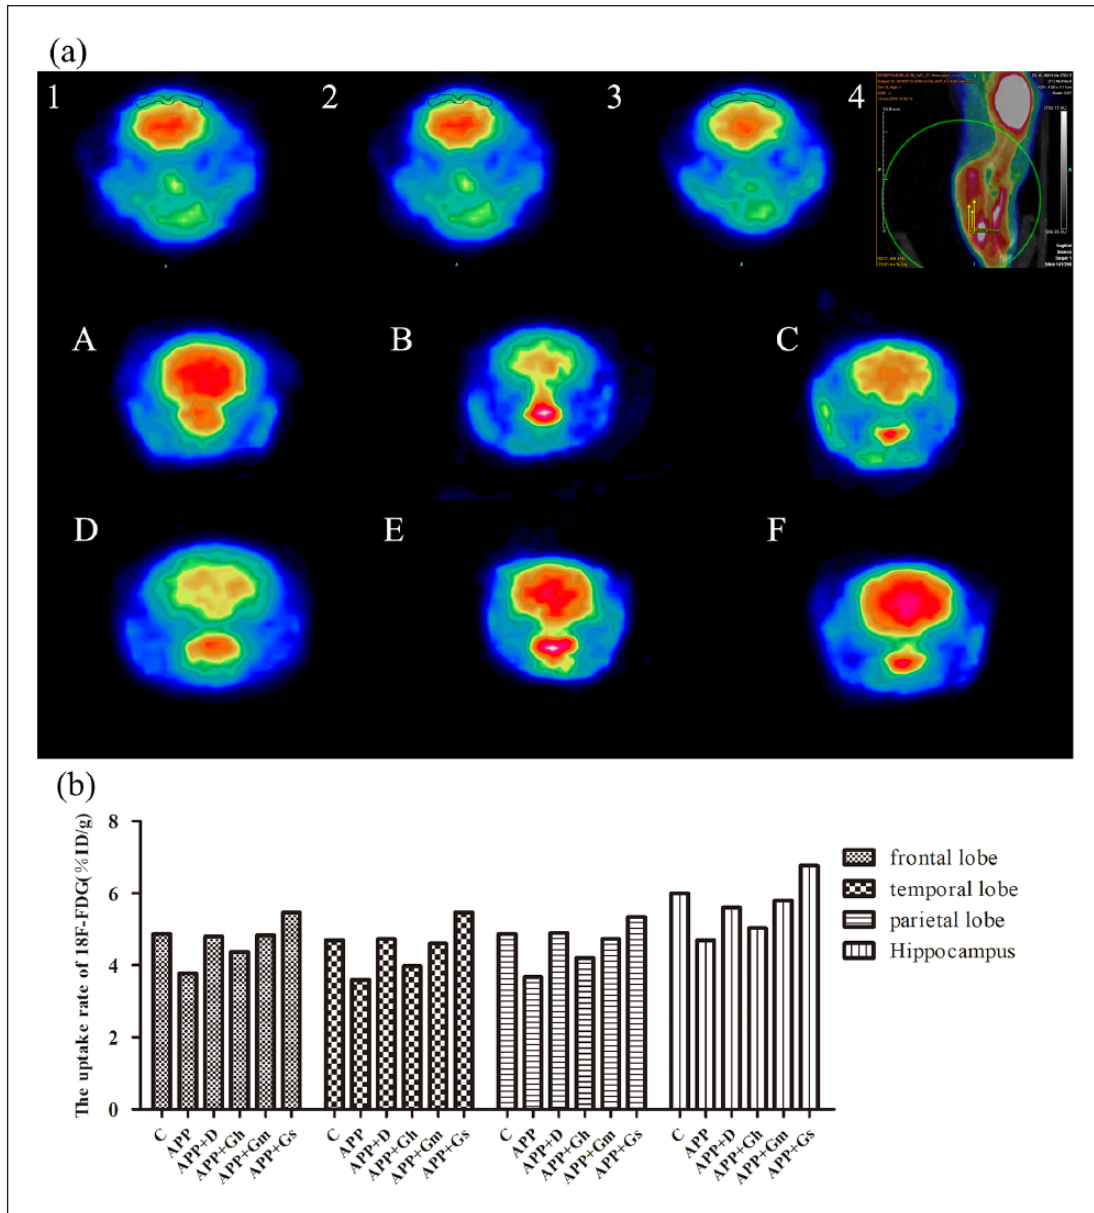 (a)
1
2
3
4
A
B
C
D
E
F
(b)
The uptake rate of 18F-FDG(%ID/g)
8
6
4
2
0
C
APP
APP+D
APP+Gh
APP+Gm
APP+Gs
C
APP
APP+D
APP+Gh
APP+Gm
APP+Gs
C
APP
APP+D
APP+Gh
APP+Gm
APP+Gs
C
APP
APP+D
APP+Gh
APP+Gm
APP+Gs
frontal lobe
temporal lobe
parietal lobe
Hippocampus